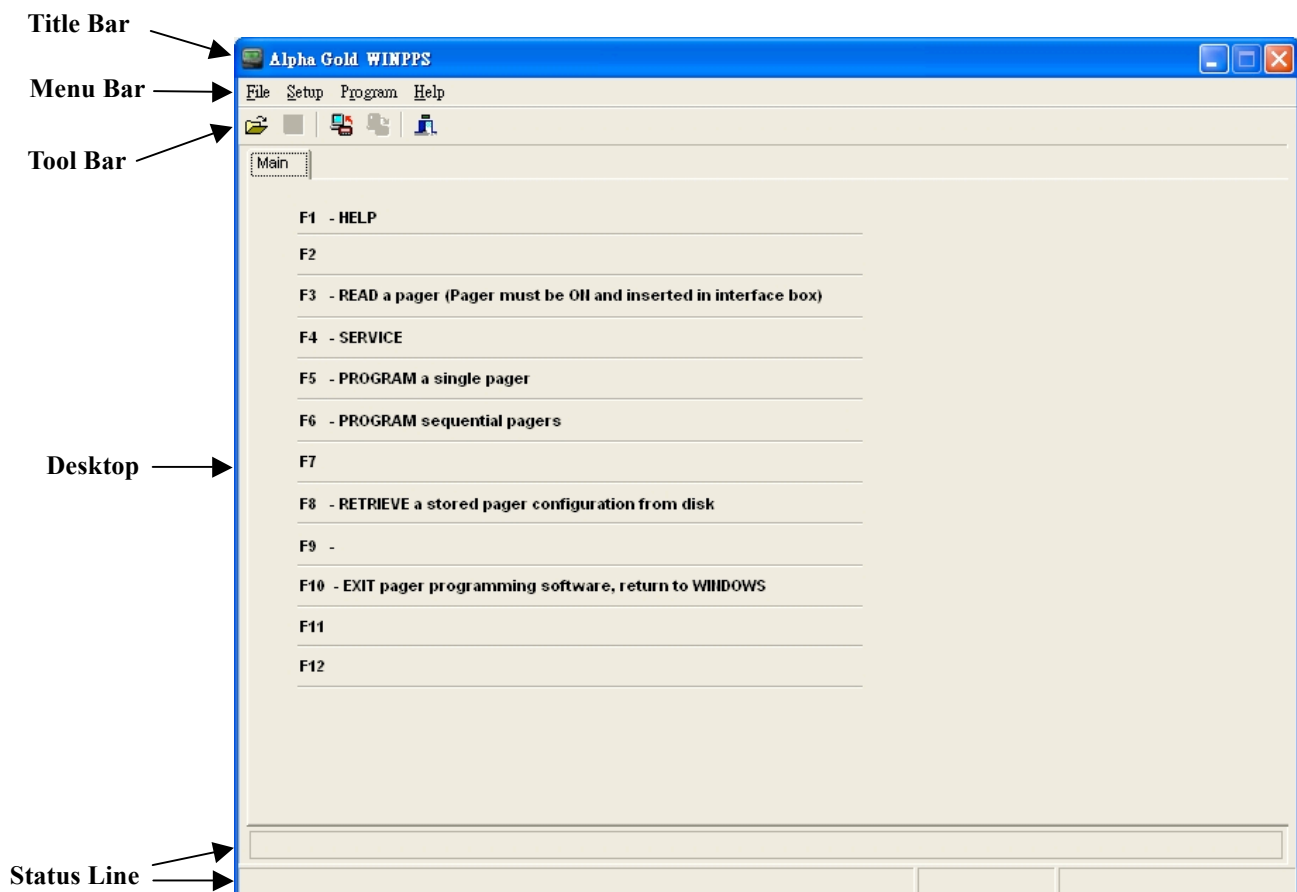 Title Bar
Alpha Gold WINPPS
Menu Bar
File Setup Program Help
Tool Bar
Main
F1 - HELP
F2
F3 - READ a pager (Pager must be ON and inserted in interface box)
F4 - SERVICE
F5 - PROGRAM a single pager
F6 - PROGRAM sequential pagers
Desktop
F7
F8 - RETRIEVE a stored pager configuration from disk
F9 -
F10 - EXIT pager programming software, return to WINDOWS
F11
F12
Status Line